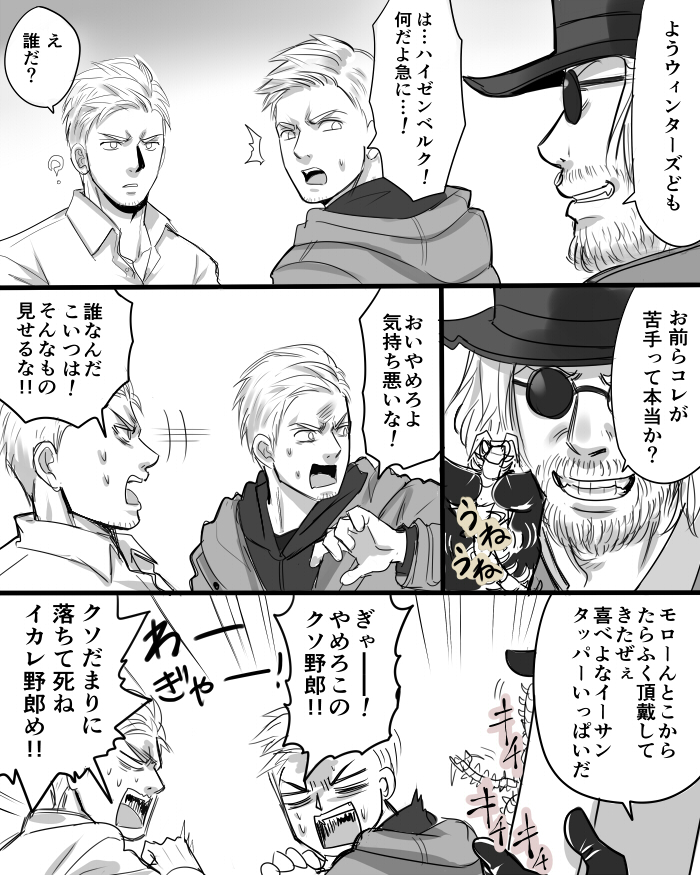 ようウィンターズども
は…ハイゼンベルク!
何だよ急に…!
え
誰だ?
お前らコレが
苦手って本当か?
うね
うね
おいやめろよ
気持ち悪いな!
誰なんだ
こいつは!
そんなもの
見せるな!!
モローんとこから
たらふく頂戴して
きたぜぇ
喜べよなイーサン
タッパーいっぱいだ
キチ
キチ
キチ
ぎゃー!
やめろこの
クソ野郎!!
わーー
ぎゃー!
クソだまりに
落ちて死ね
イカレ野郎め!!